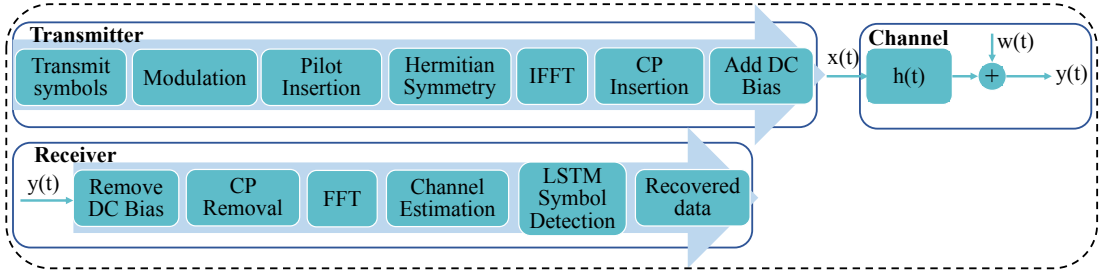 Transmitter
Transmit
symbols
Modulation
Pilot
Insertion
Hermitian
Symmetry
IFFT
CP
Insertion
Add DC
Bias
x(t)
Channel
h(t)
w(t)
+
y(t)
Receiver
y(t)
Remove
DC Bias
CP
Removal
FFT
Channel
Estimation
LSTM
Symbol
Detection
Recovered
data